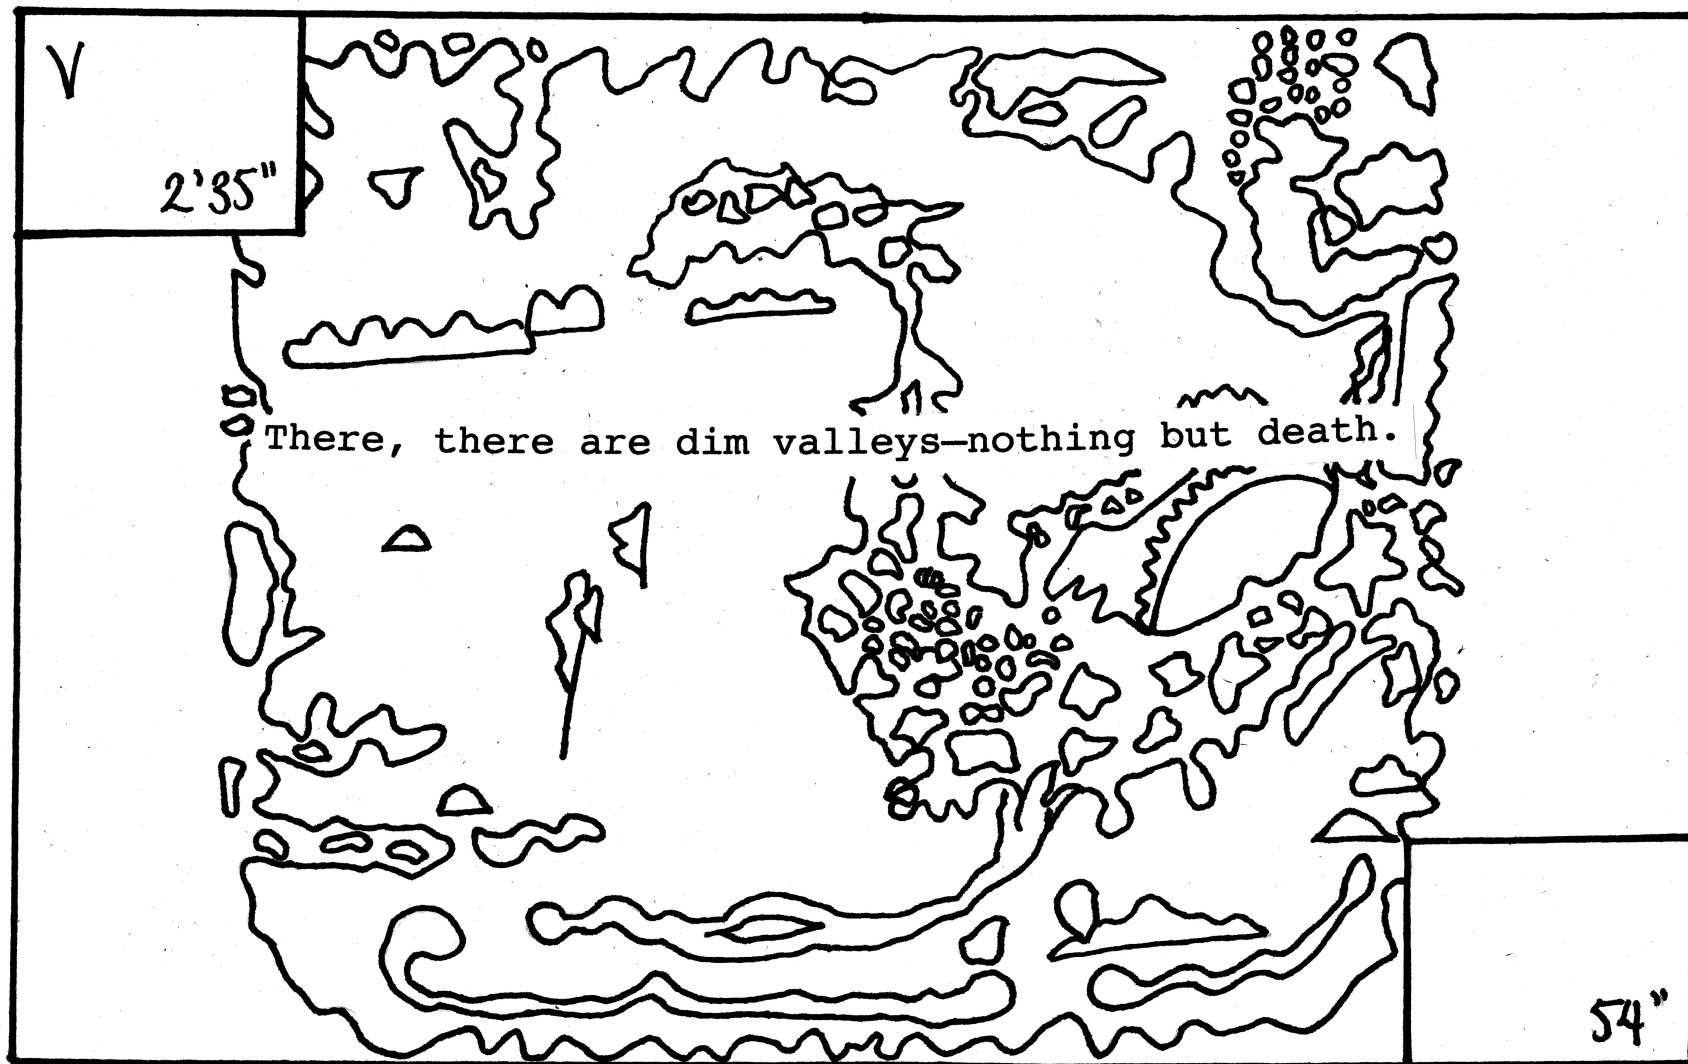 V
2'35"
There, there are dim valleys—nothing but death.
54"